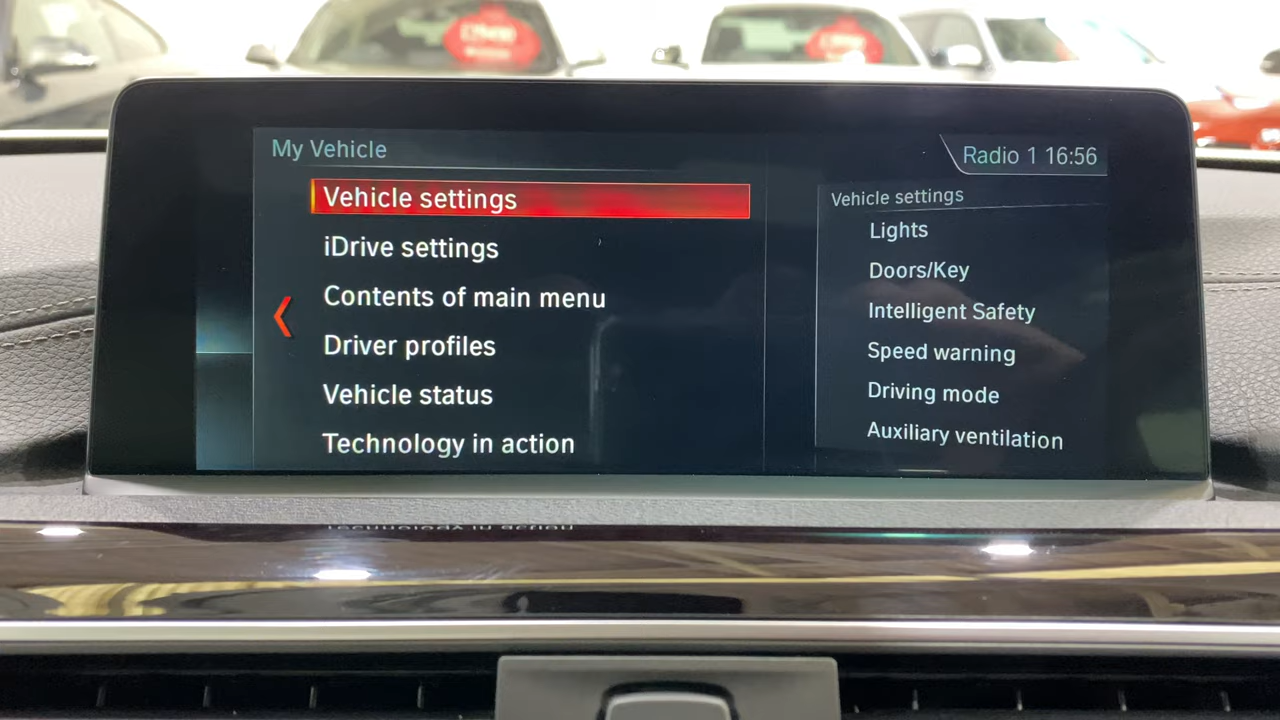 My Vehicle
Radio 1 16:56
Vehicle settings
iDrive settings
Contents of main menu
Driver profiles
Vehicle status
Technology in action
Vehicle settings
Lights
Doors/Key
Intelligent Safety
Speed warning
Driving mode
Auxiliary ventilation